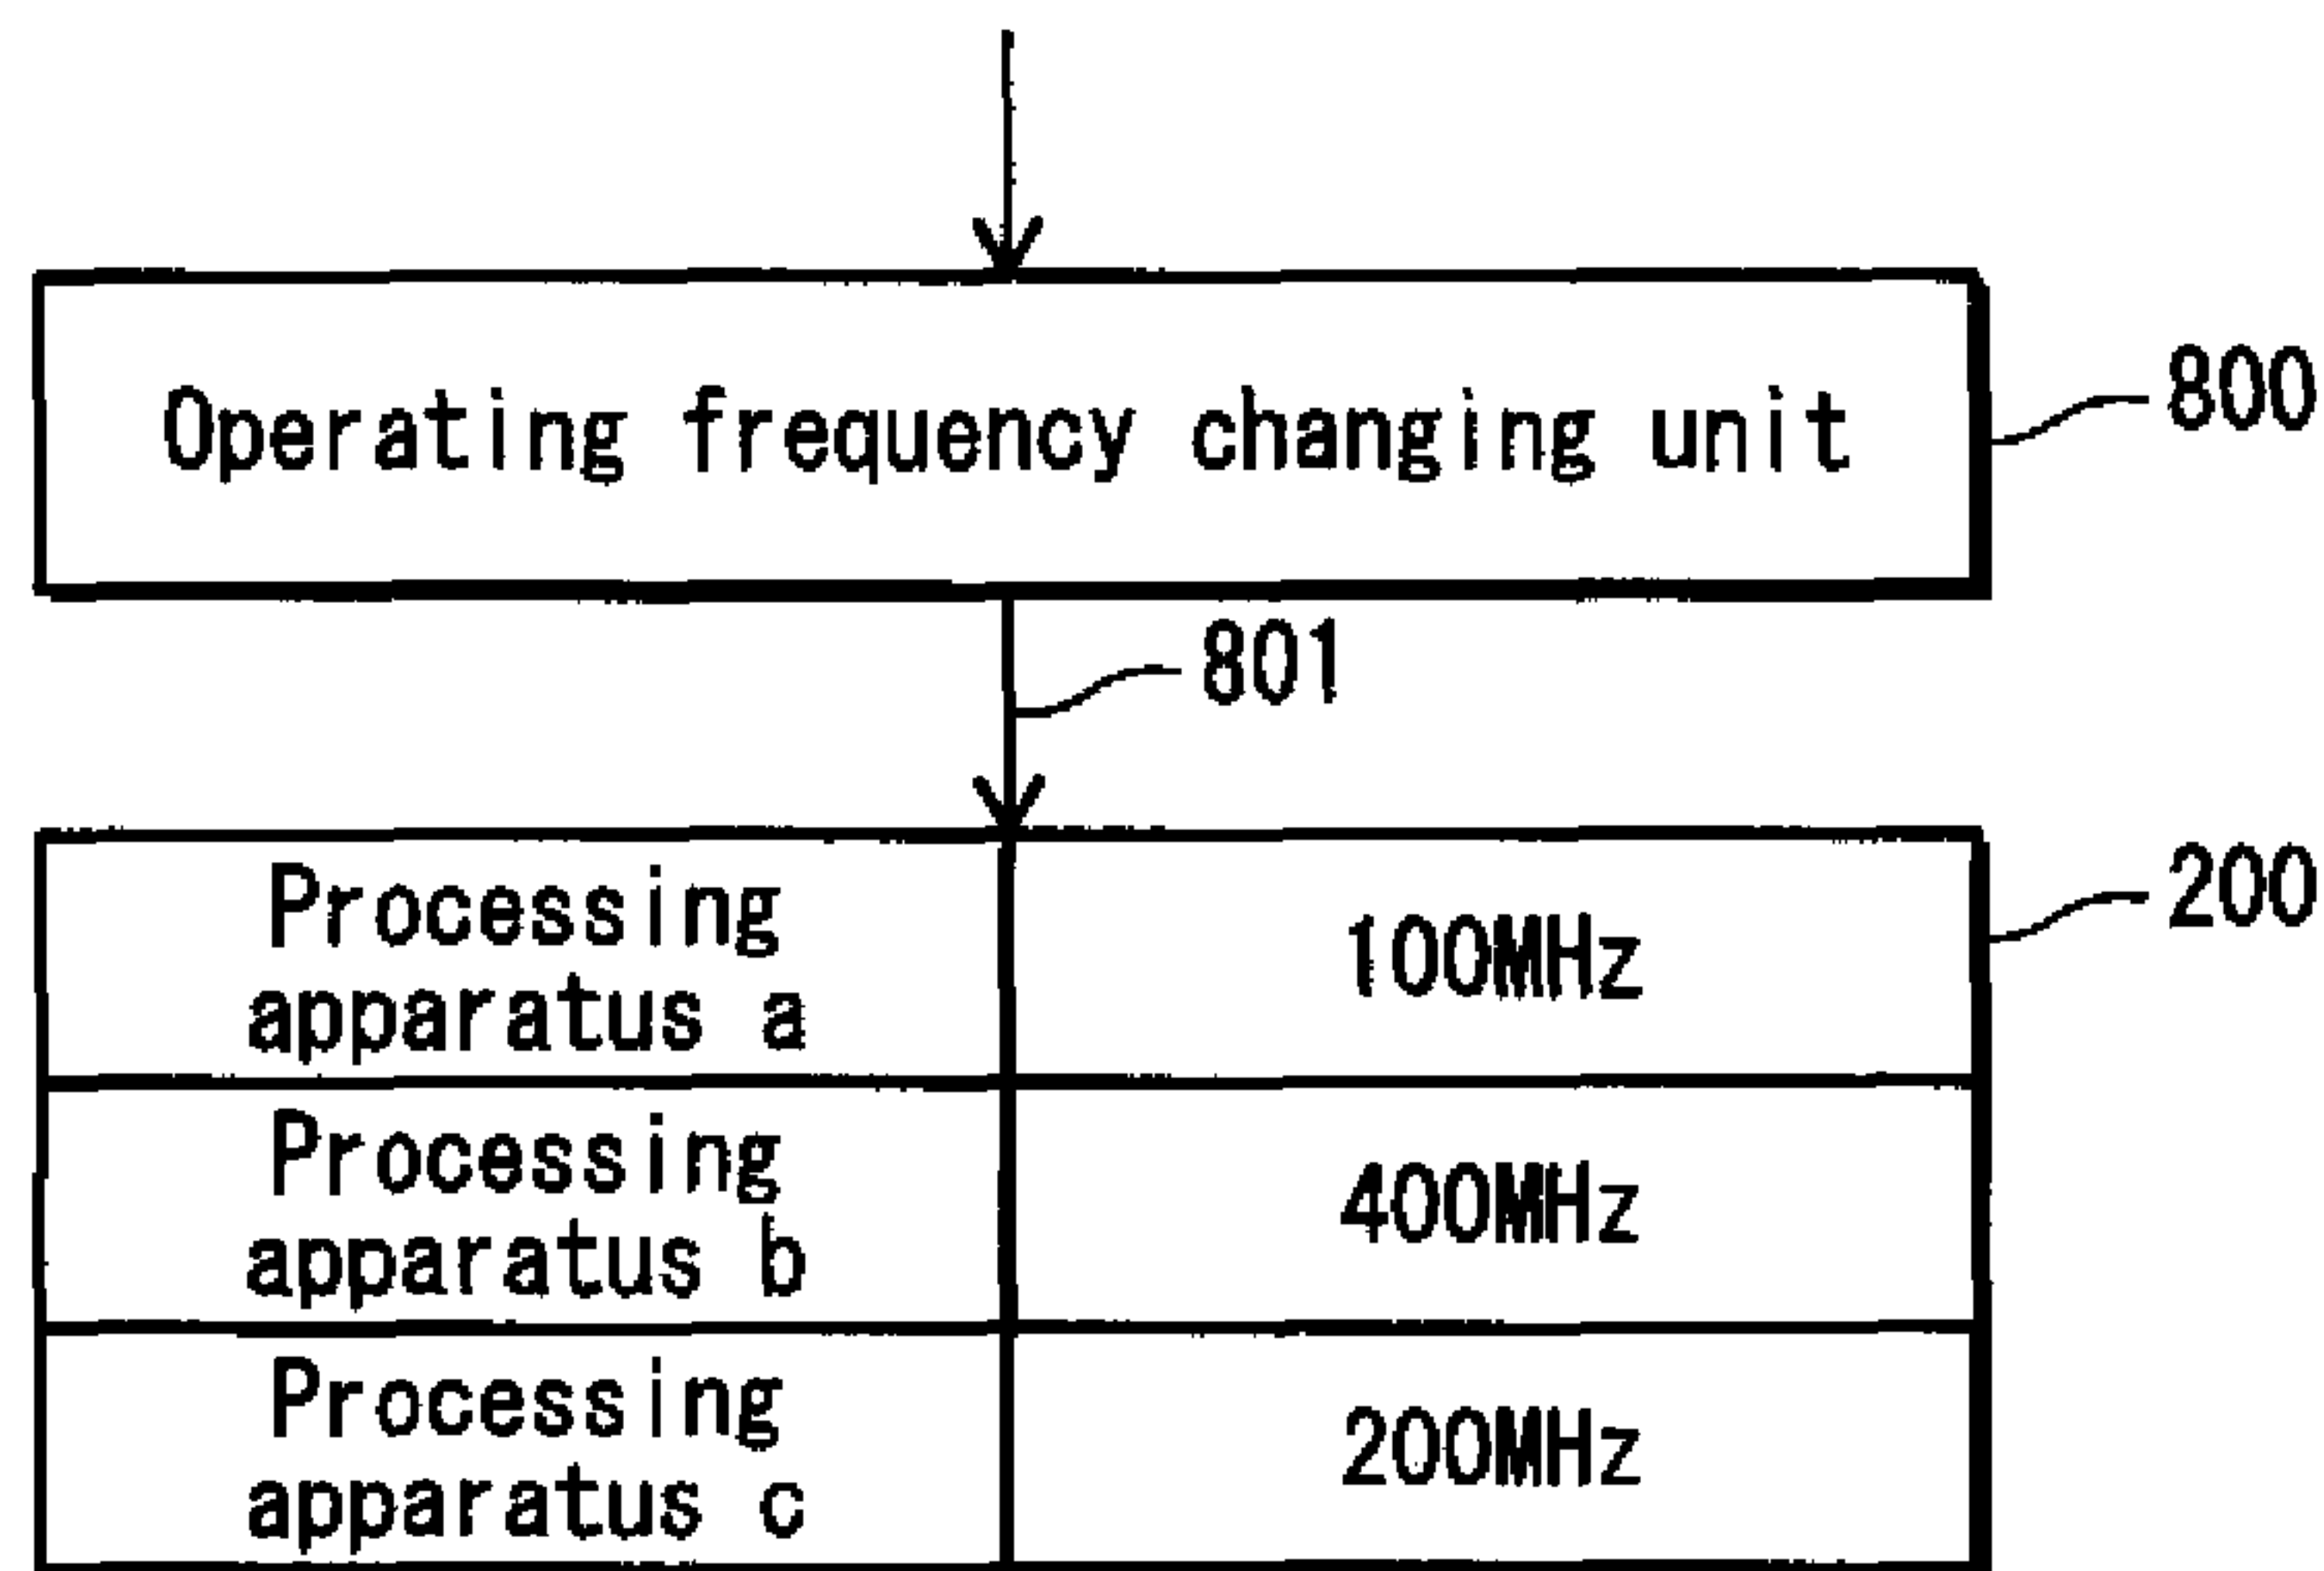 Operating frequency changing unit
800
801
200
Processing
apparatus a
100MHz
Processing
apparatus b
400MHz
Processing
apparatus c
200MHz